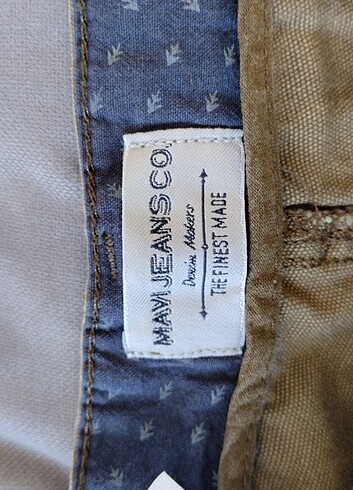 MAVI JEANS CO.
Denim Makers
THE FINEST MADE